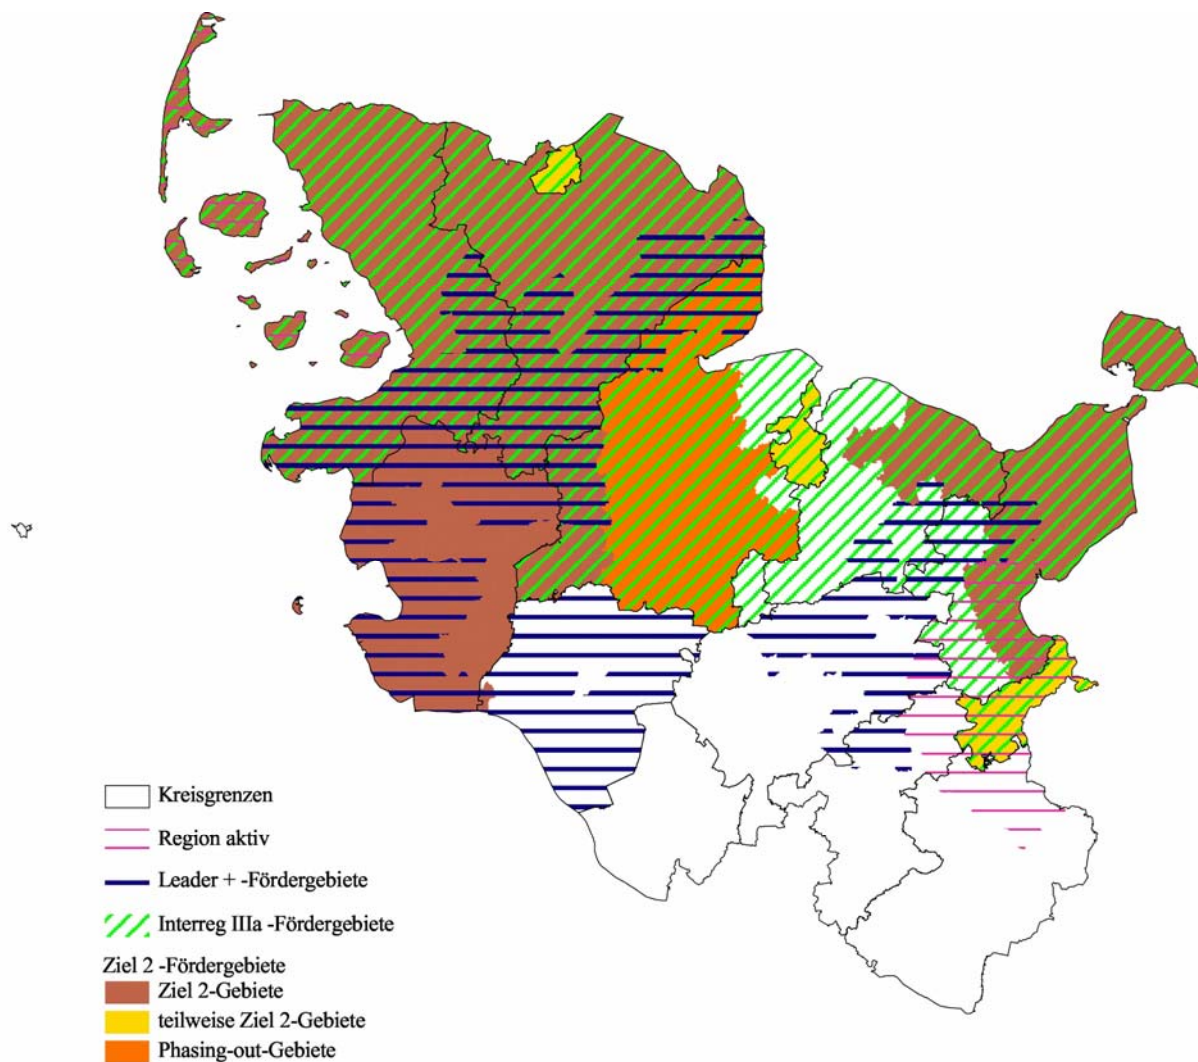 Kreisgrenzen
Region aktiv
Leader + -Fördergebiete
Interreg IIIa -Fördergebiete
Ziel 2 -Fördergebiete
Ziel 2-Gebiete
teilweise Ziel 2-Gebiete
Phasing-out-Gebiete